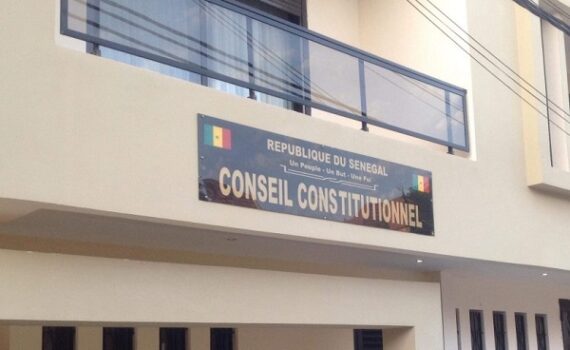 REPUBLIQUE DU SENEGAL
Un Peuple - Un But - Une Foi
CONSEIL CONSTITUTIONNEL